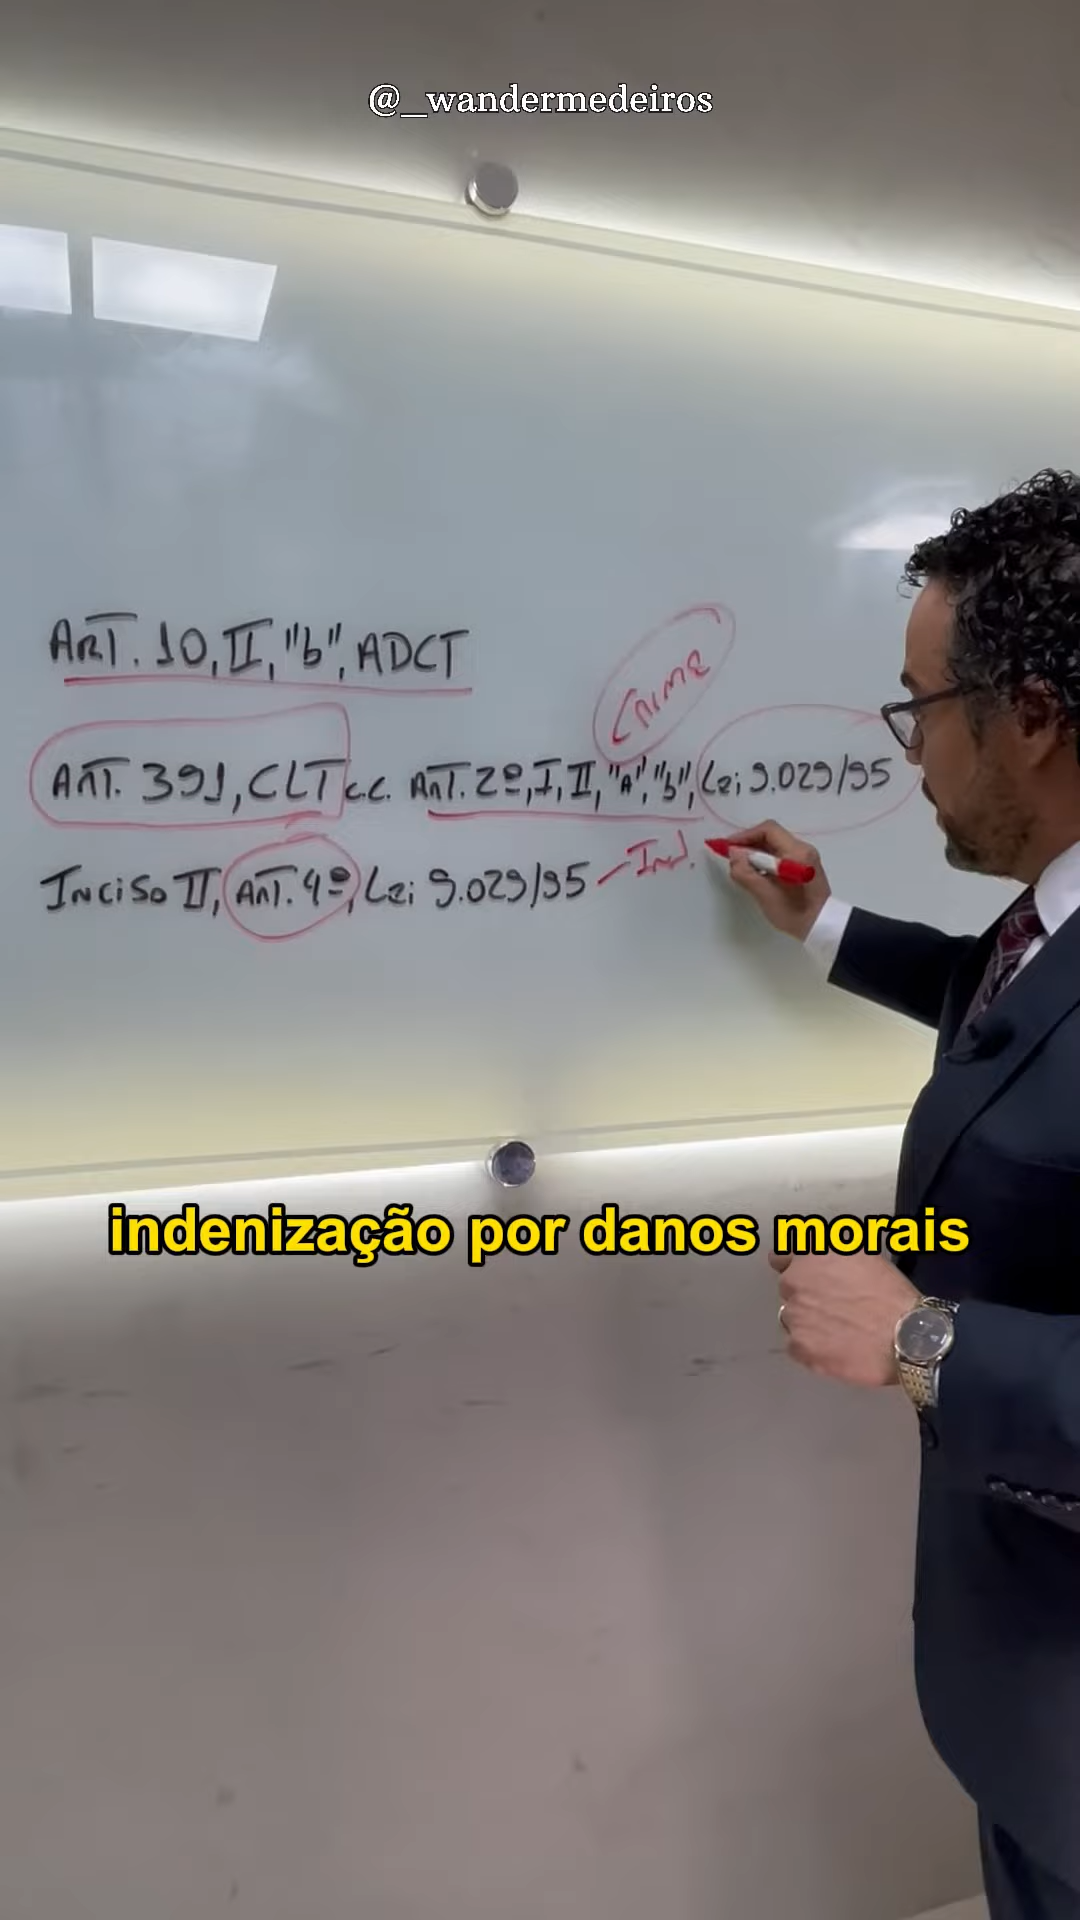 @_wandermedeiros
ART. 10, II, "b", ADCT
CRIME
ART. 391, CLT c.c. ART. 2º, I, II, "A", "b", Lei 9.029/95
Inciso II, ART. 4º, Lei 9.029/95 – Ind.
indenização por danos morais